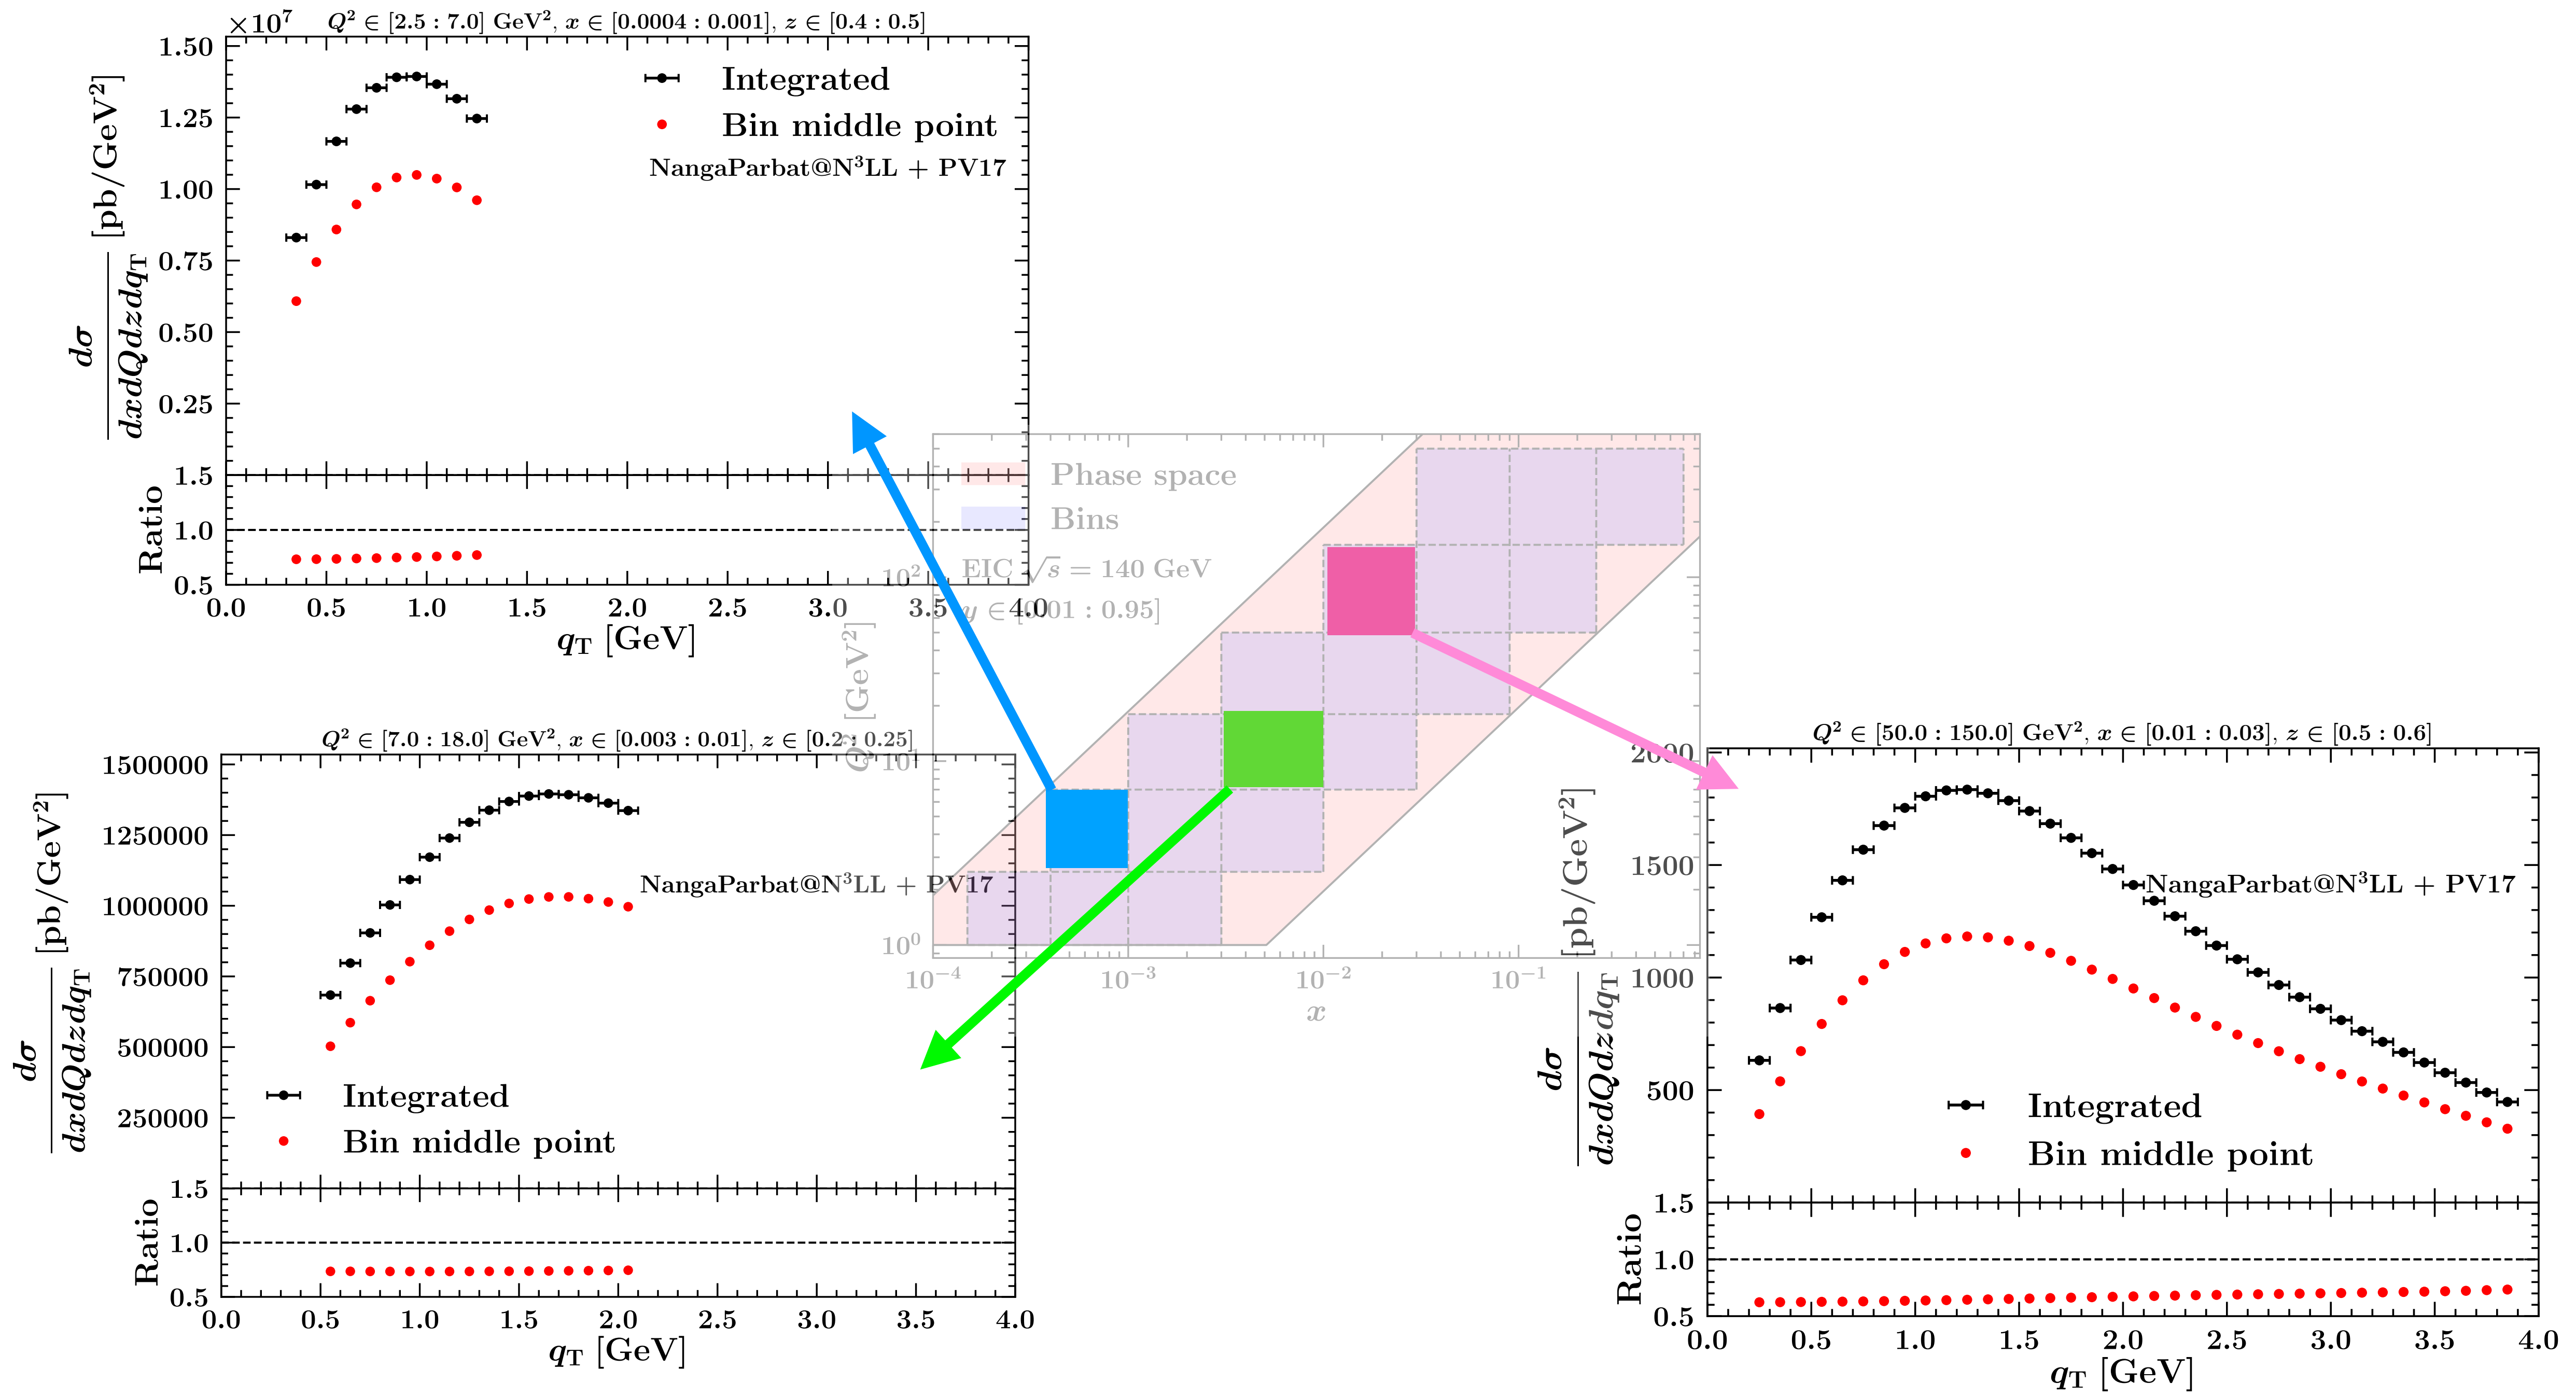 ×10⁷
Q² ∈ [2.5 : 7.0] GeV², x ∈ [0.0004 : 0.001], z ∈ [0.4 : 0.5]
1.50
1.25
1.00
0.75
0.50
0.25
dσ
dxdQdzdq_T
[pb/GeV²]
Integrated
Bin middle point
NangaParbat@N³LL + PV17
1.5
1.0
0.5
Ratio
0.0 0.5 1.0 1.5 2.0 2.5 3.0 3.5 4.0
q_T [GeV]
Phase space
Bins
EIC √s = 140 GeV
y ∈ [0.01 : 0.95]
10²
10¹
10⁰
Q² [GeV²]
10⁻⁴ 10⁻³ 10⁻² 10⁻¹
x
Q² ∈ [7.0 : 18.0] GeV², x ∈ [0.003 : 0.01], z ∈ [0.2 : 0.25]
1500000
1250000
1000000
750000
500000
250000
dσ
dxdQdzdq_T
[pb/GeV²]
NangaParbat@N³LL + PV17
Integrated
Bin middle point
1.5
1.0
0.5
Ratio
0.0 0.5 1.0 1.5 2.0 2.5 3.0 3.5 4.0
q_T [GeV]
Q² ∈ [50.0 : 150.0] GeV², x ∈ [0.01 : 0.03], z ∈ [0.5 : 0.6]
2000
1500
1000
500
dσ
dxdQdzdq_T
[pb/GeV²]
NangaParbat@N³LL + PV17
Integrated
Bin middle point
1.5
1.0
0.5
Ratio
0.0 0.5 1.0 1.5 2.0 2.5 3.0 3.5 4.0
q_T [GeV]